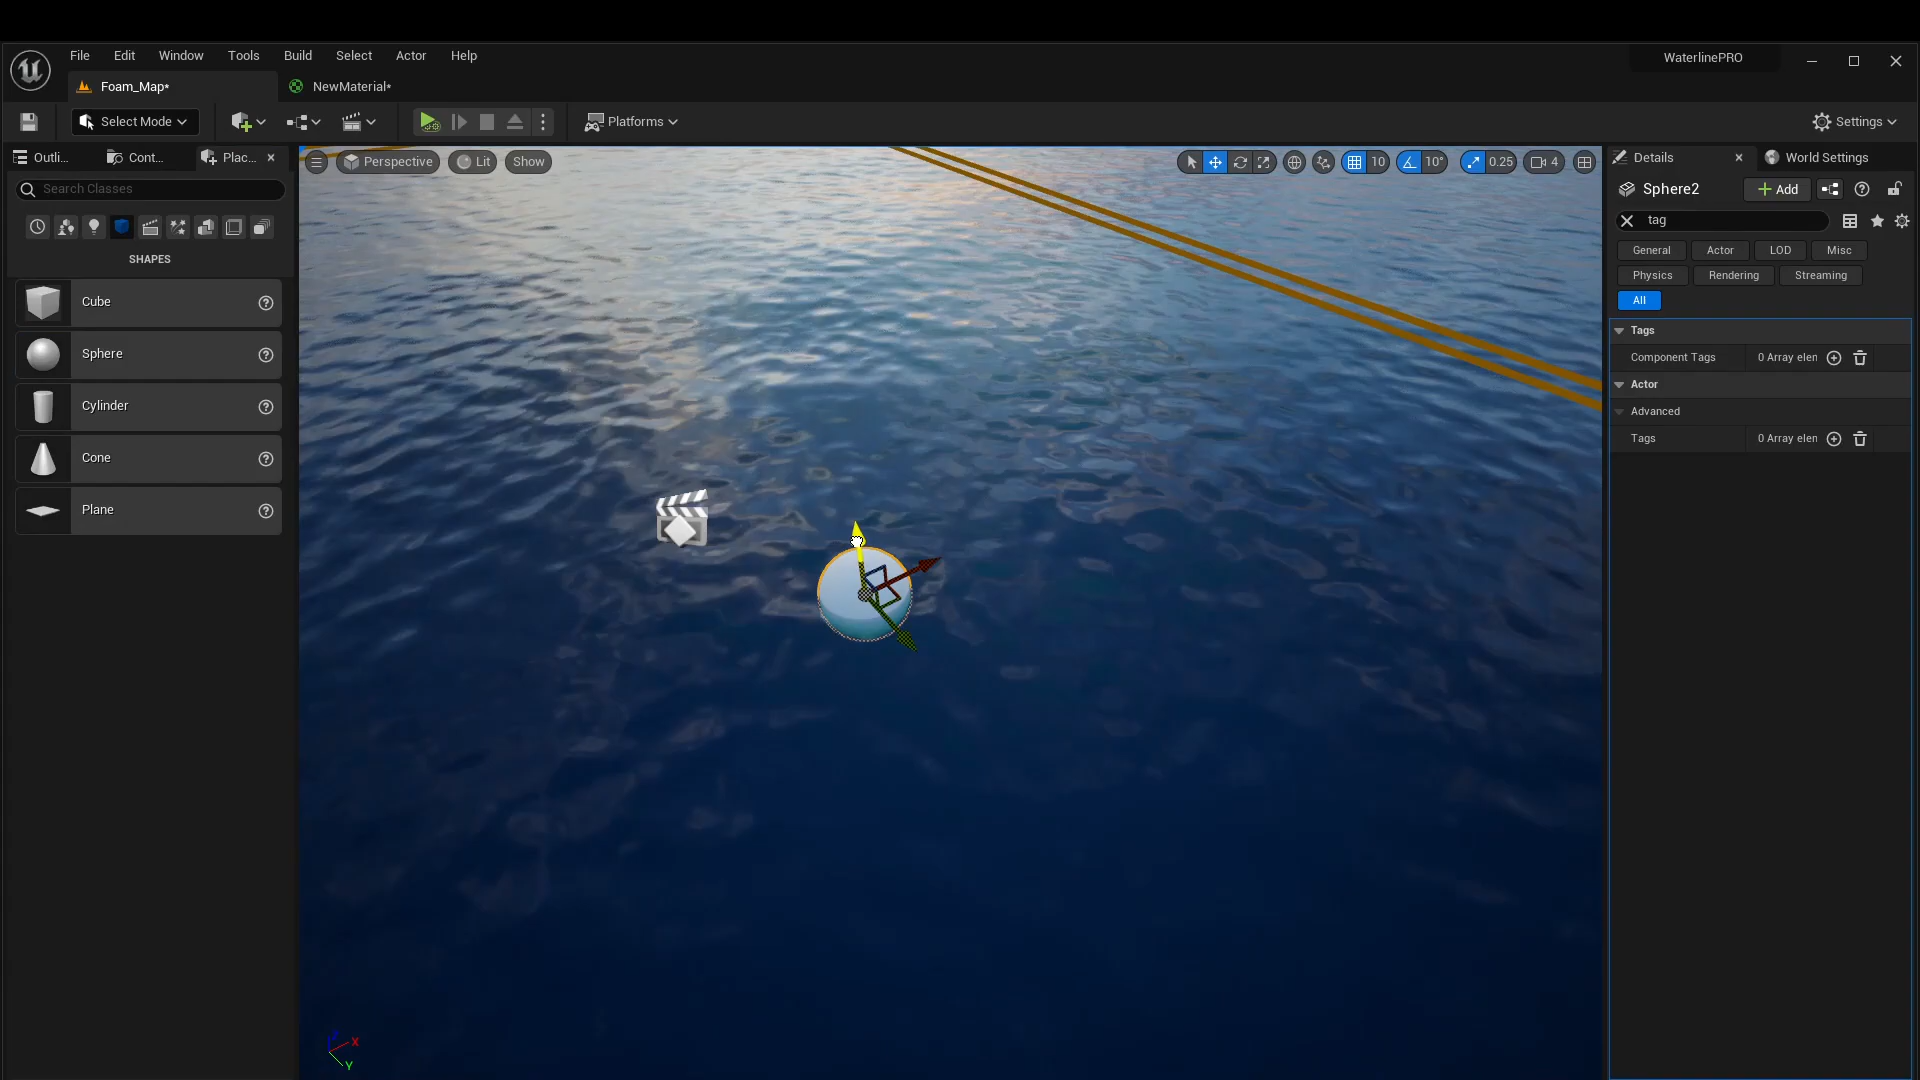 File Edit Window Tools Build Select Actor Help
WaterlinePRO
Foam_Map*
NewMaterial*
Select Mode
Platforms
Settings
Outli...
Cont...
Plac...
Search Classes
SHAPES
Cube
Sphere
Cylinder
Cone
Plane
Perspective
Lit
Show
10
10°
0.25
4
X
Y
Details
World Settings
Sphere2
Add
tag
General Actor LOD Misc
Physics Rendering Streaming
All
Tags
Component Tags 0 Array elen
Actor
Advanced
Tags 0 Array elen